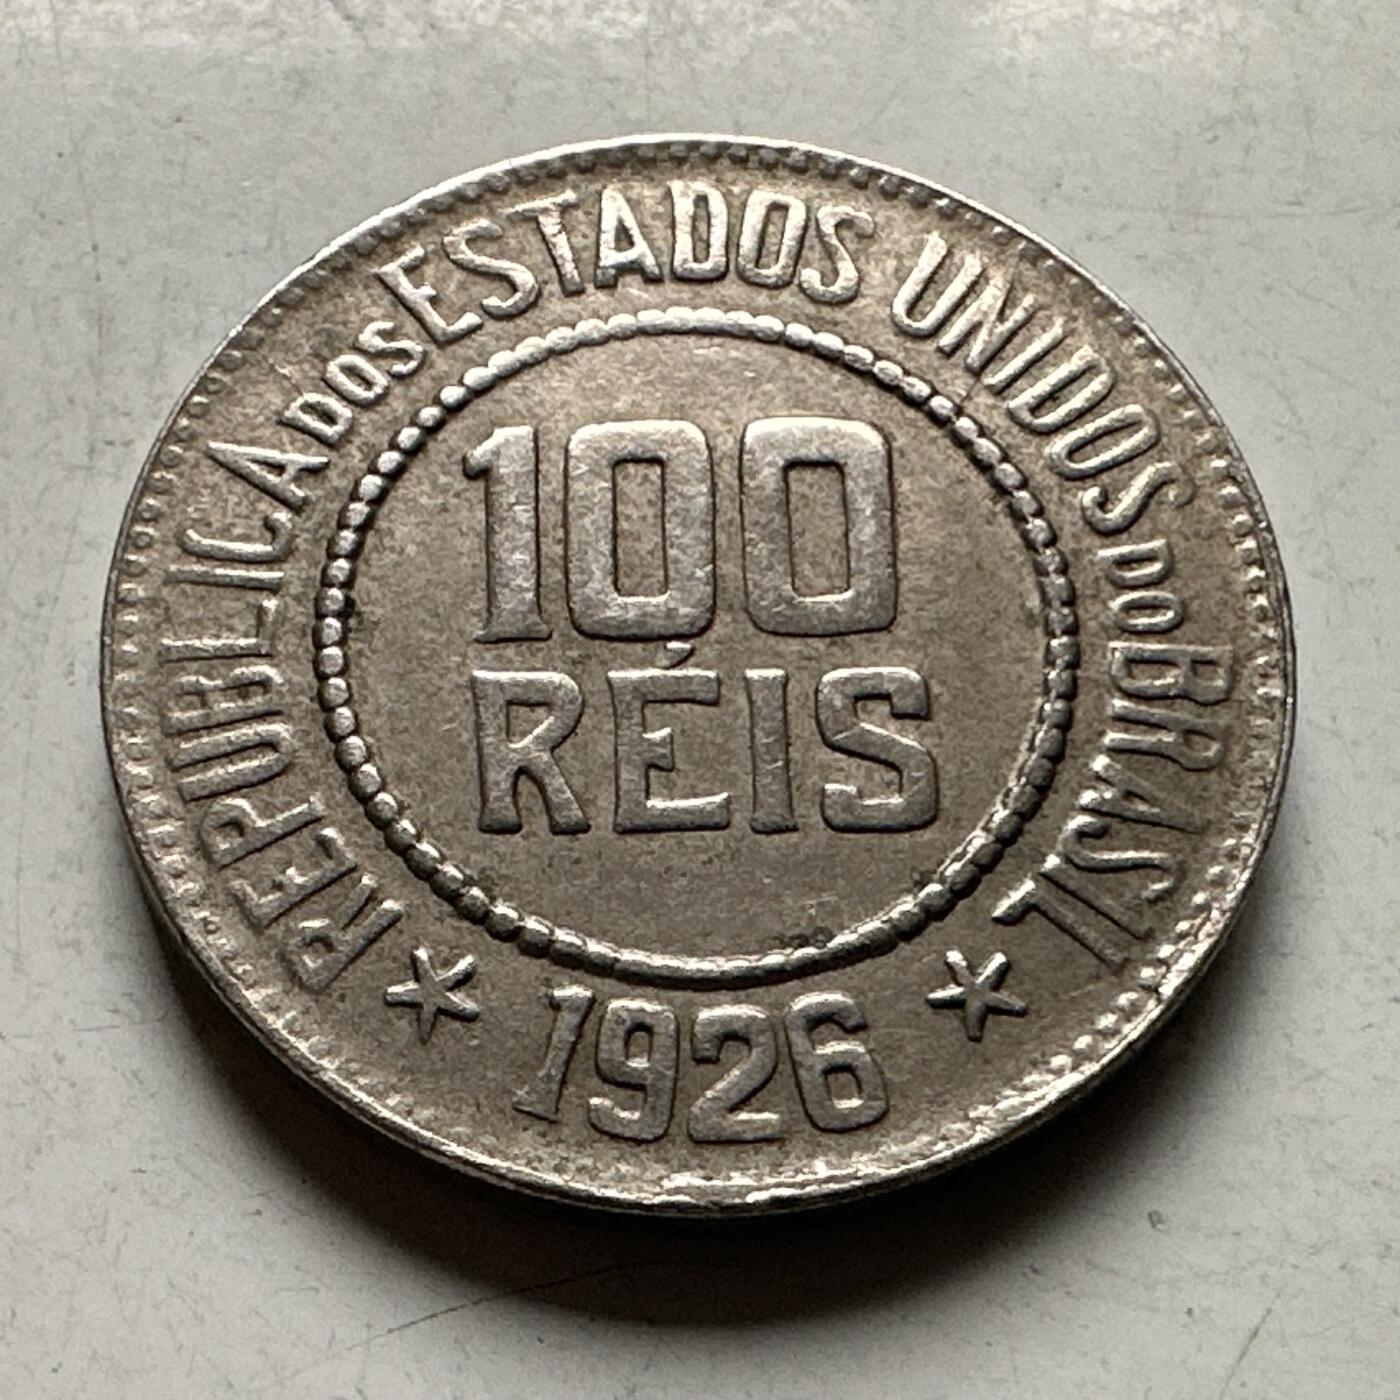 REPUBLICA DOS ESTADOS UNIDOS DO BRASIL
100
RÉIS
1926